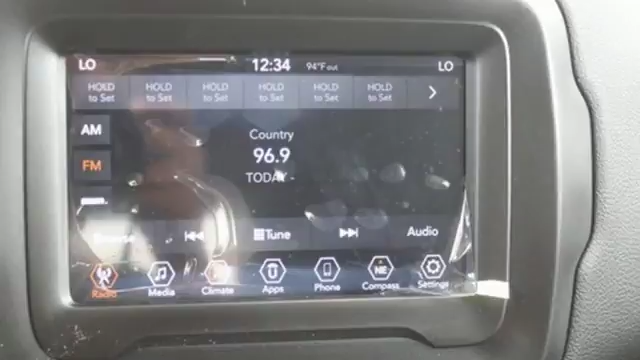 LO 12:34 94°F out LO
HOLD to Set HOLD to Set HOLD to Set HOLD to Set HOLD to Set HOLD to Set >
AM
Country
96.9
FM
TODAY -
Tune Audio
Radio Media Climate Apps Phone NE Compass Settings